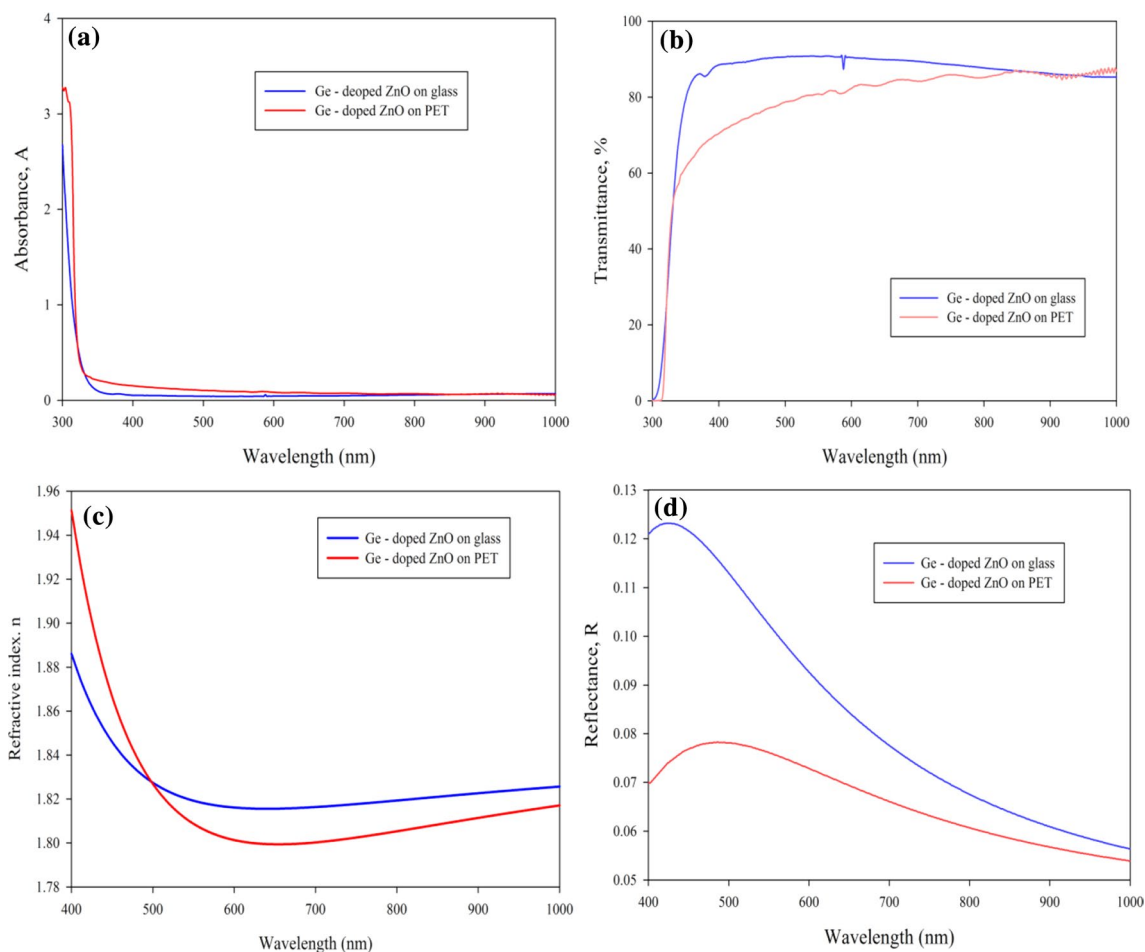 (a)
Ge - deoped ZnO on glass
Ge - doped ZnO on PET
Absorbance, A
4
3
2
1
0
300 400 500 600 700 800 900 1000
Wavelength (nm)
(b)
Ge - doped ZnO on glass
Ge - doped ZnO on PET
Transmittance, %
100
80
60
40
20
0
300 400 500 600 700 800 900 1000
Wavelength (nm)
(c)
Ge - doped ZnO on glass
Ge - doped ZnO on PET
Refractive index. n
1.96
1.94
1.92
1.90
1.88
1.86
1.84
1.82
1.80
1.78
400 500 600 700 800 900 1000
Wavelength (nm)
(d)
Ge - doped ZnO on glass
Ge - doped ZnO on PET
Reflectance, R
0.13
0.12
0.11
0.10
0.09
0.08
0.07
0.06
0.05
400 500 600 700 800 900 1000
Wavelength (nm)